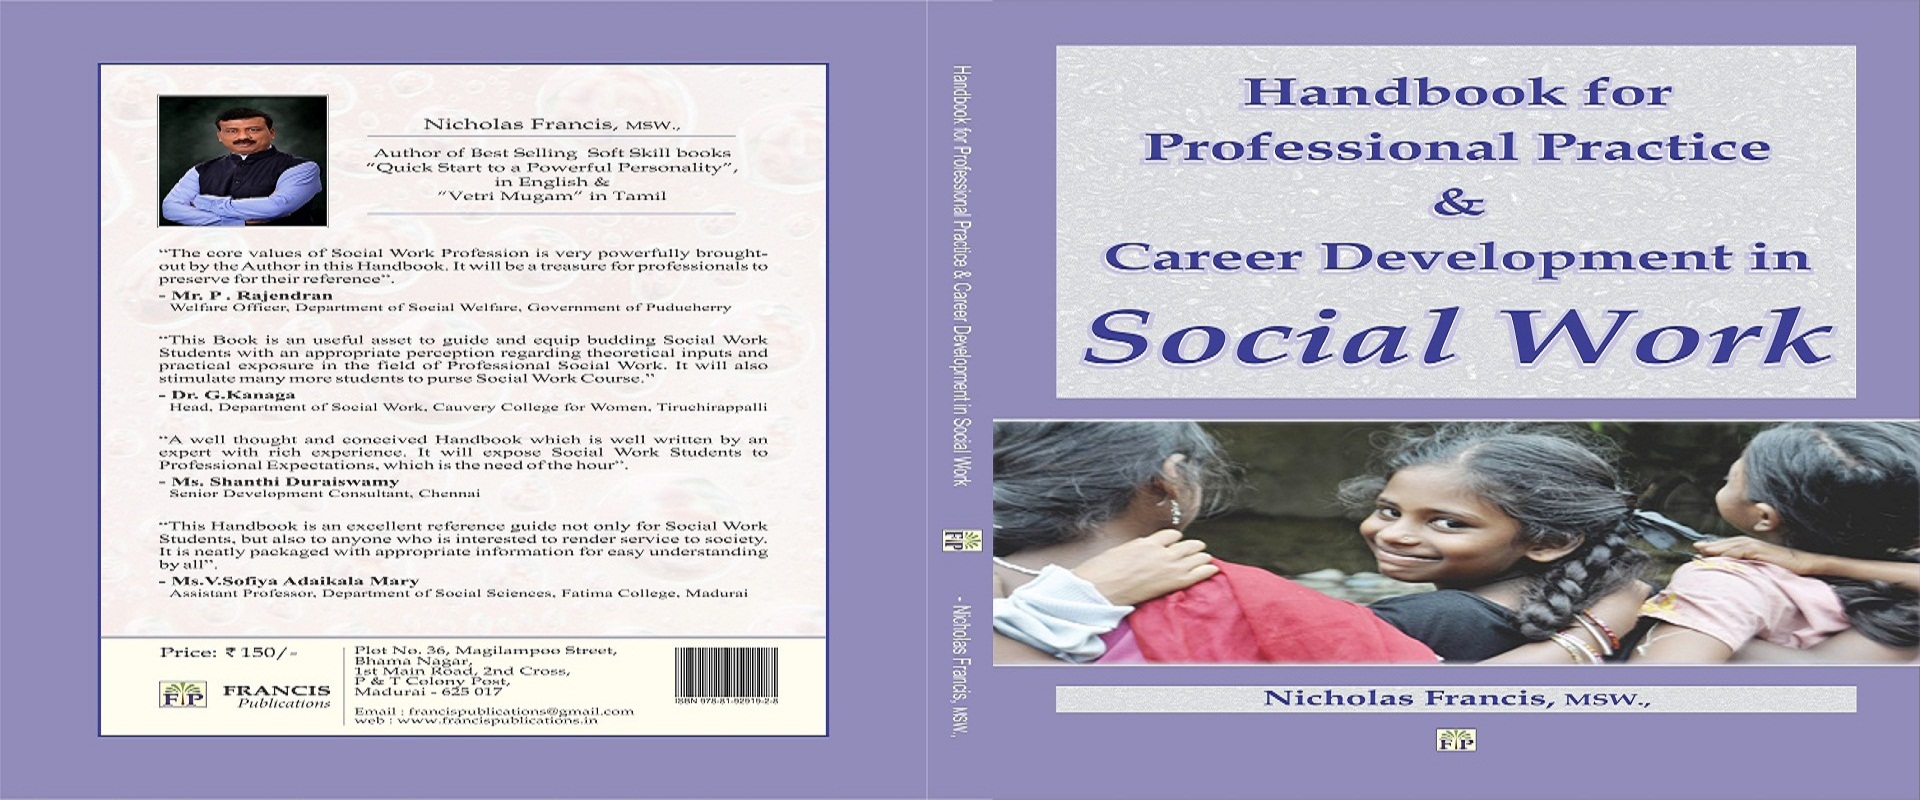 Nicholas Francis, MSW.,
Author of Best Selling Soft Skill books
“Quick Start to a Powerful Personality”,
in English &
“Vetri Mugam” in Tamil
“The core values of Social Work Profession is very powerfully brought-
out by the Author in this Handbook. It will be a treasure for professionals to
preserve for their reference”.
- Mr. P . Rajendran
Welfare Officer, Department of Social Welfare, Government of Puducherry
“This Book is an useful asset to guide and equip budding Social Work
Students with an appropriate perception regarding theoretical inputs and
practical exposure in the field of Professional Social Work. It will also
stimulate many more students to purse Social Work Course.”
- Dr. G.Kanaga
Head, Department of Social Work, Cauvery College for Women, Tiruchirappalli
“A well thought and conceived Handbook which is well written by an
expert with rich experience. It will expose Social Work Students to
Professional Expectations, which is the need of the hour”.
- Ms. Shanthi Duraiswamy
Senior Development Consultant, Chennai
“This Handbook is an excellent reference guide not only for Social Work
Students, but also to anyone who is interested to render service to society.
It is neatly packaged with appropriate information for easy understanding
by all”.
- Ms.V.Sofiya Adaikala Mary
Assistant Professor, Department of Social Sciences, Fatima College, Madurai
Price: ₹ 150/-
FP
FRANCIS
Publications
Plot No. 36, Magilampoo Street,
Bhama Nagar,
1st Main Road, 2nd Cross,
P & T Colony Post,
Madurai - 625 017
Email : francispublications@gmail.com
web : www.francispublications.in
ISBN 978-81-92919-2-8
Handbook for Professional Practice & Career Development in Social Work
FP
- Nicholas Francis, MSW.,
Handbook for
Professional Practice
&
Career Development in
Social Work
Nicholas Francis, MSW.,
FP